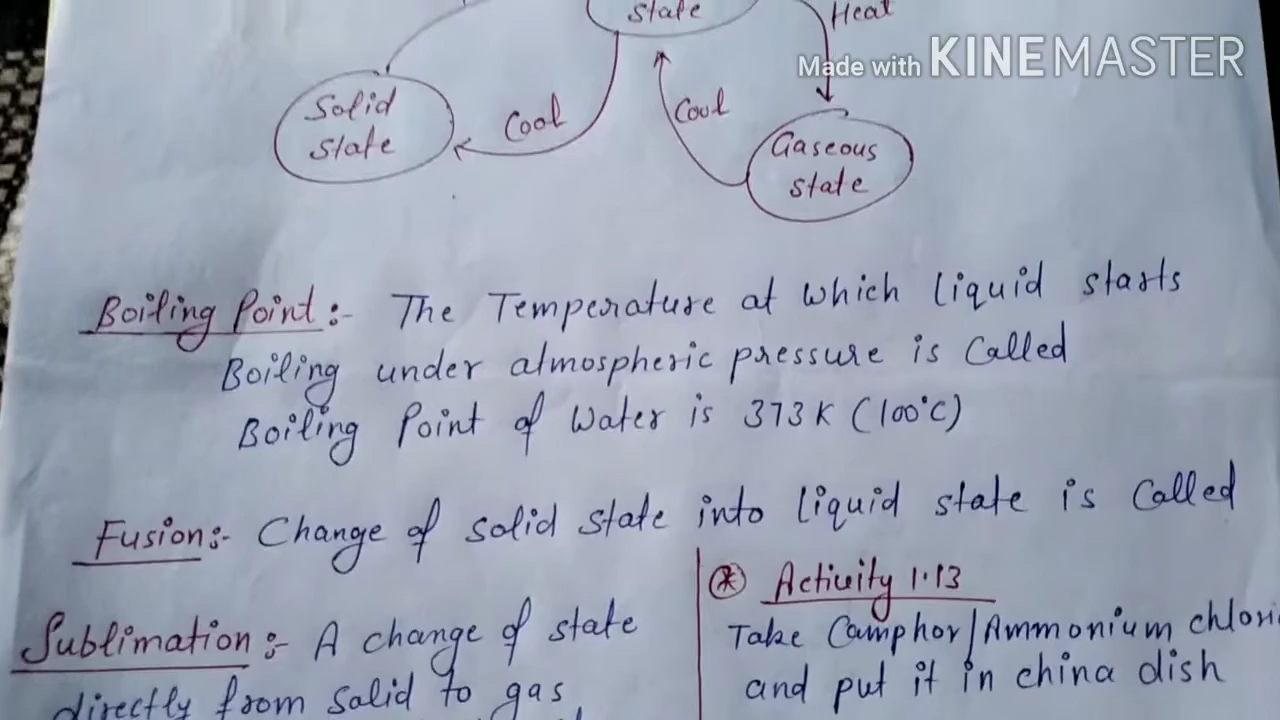 state
Heat
Made with KINEMASTER
Solid
state
Cool
Cool
Gaseous
state
Boiling Point :- The Temperature at which liquid starts
Boiling under atmospheric pressure is called
Boiling Point of Water is 373K (100°C)
Fusion:- Change of solid state into liquid state is called
Sublimation :- A change of state
directly from solid to gas
* Activity 1.13
Take Camphor/Ammonium chlori
and put it in china dish